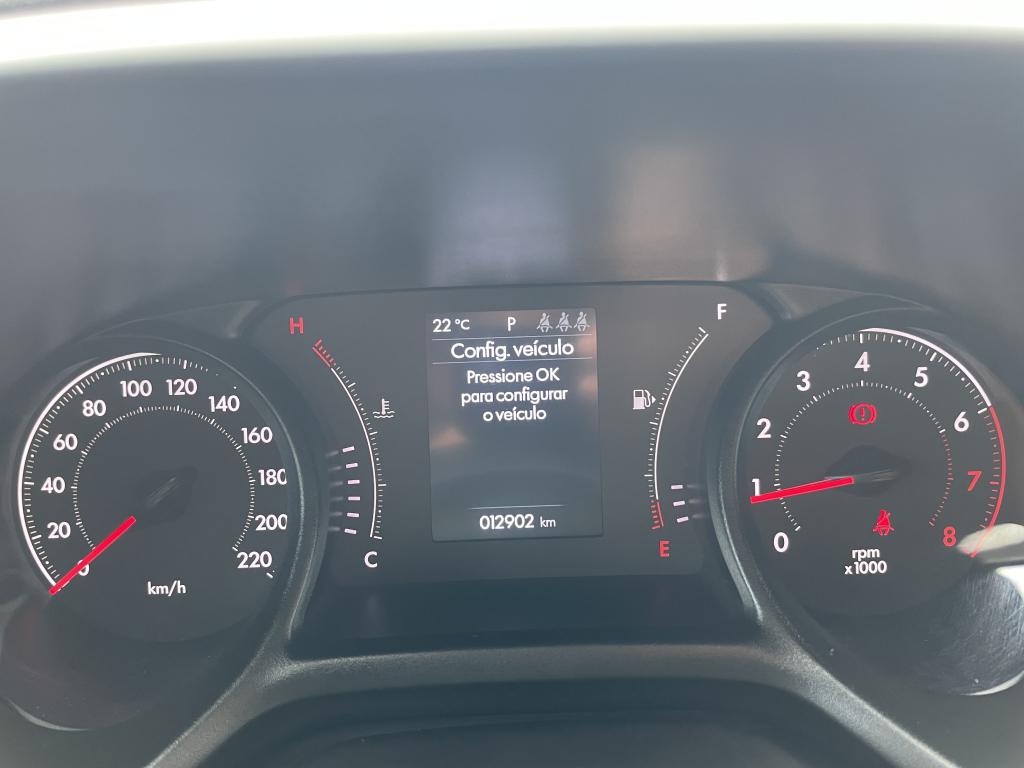 22 °C P
Config. veículo
Pressione OK
para configurar
o veículo
012902 km
H
C
F
E
0
20
40
60
80
100
120
140
160
180
200
220
km/h
0
1
2
3
4
5
6
7
8
rpm
x1000